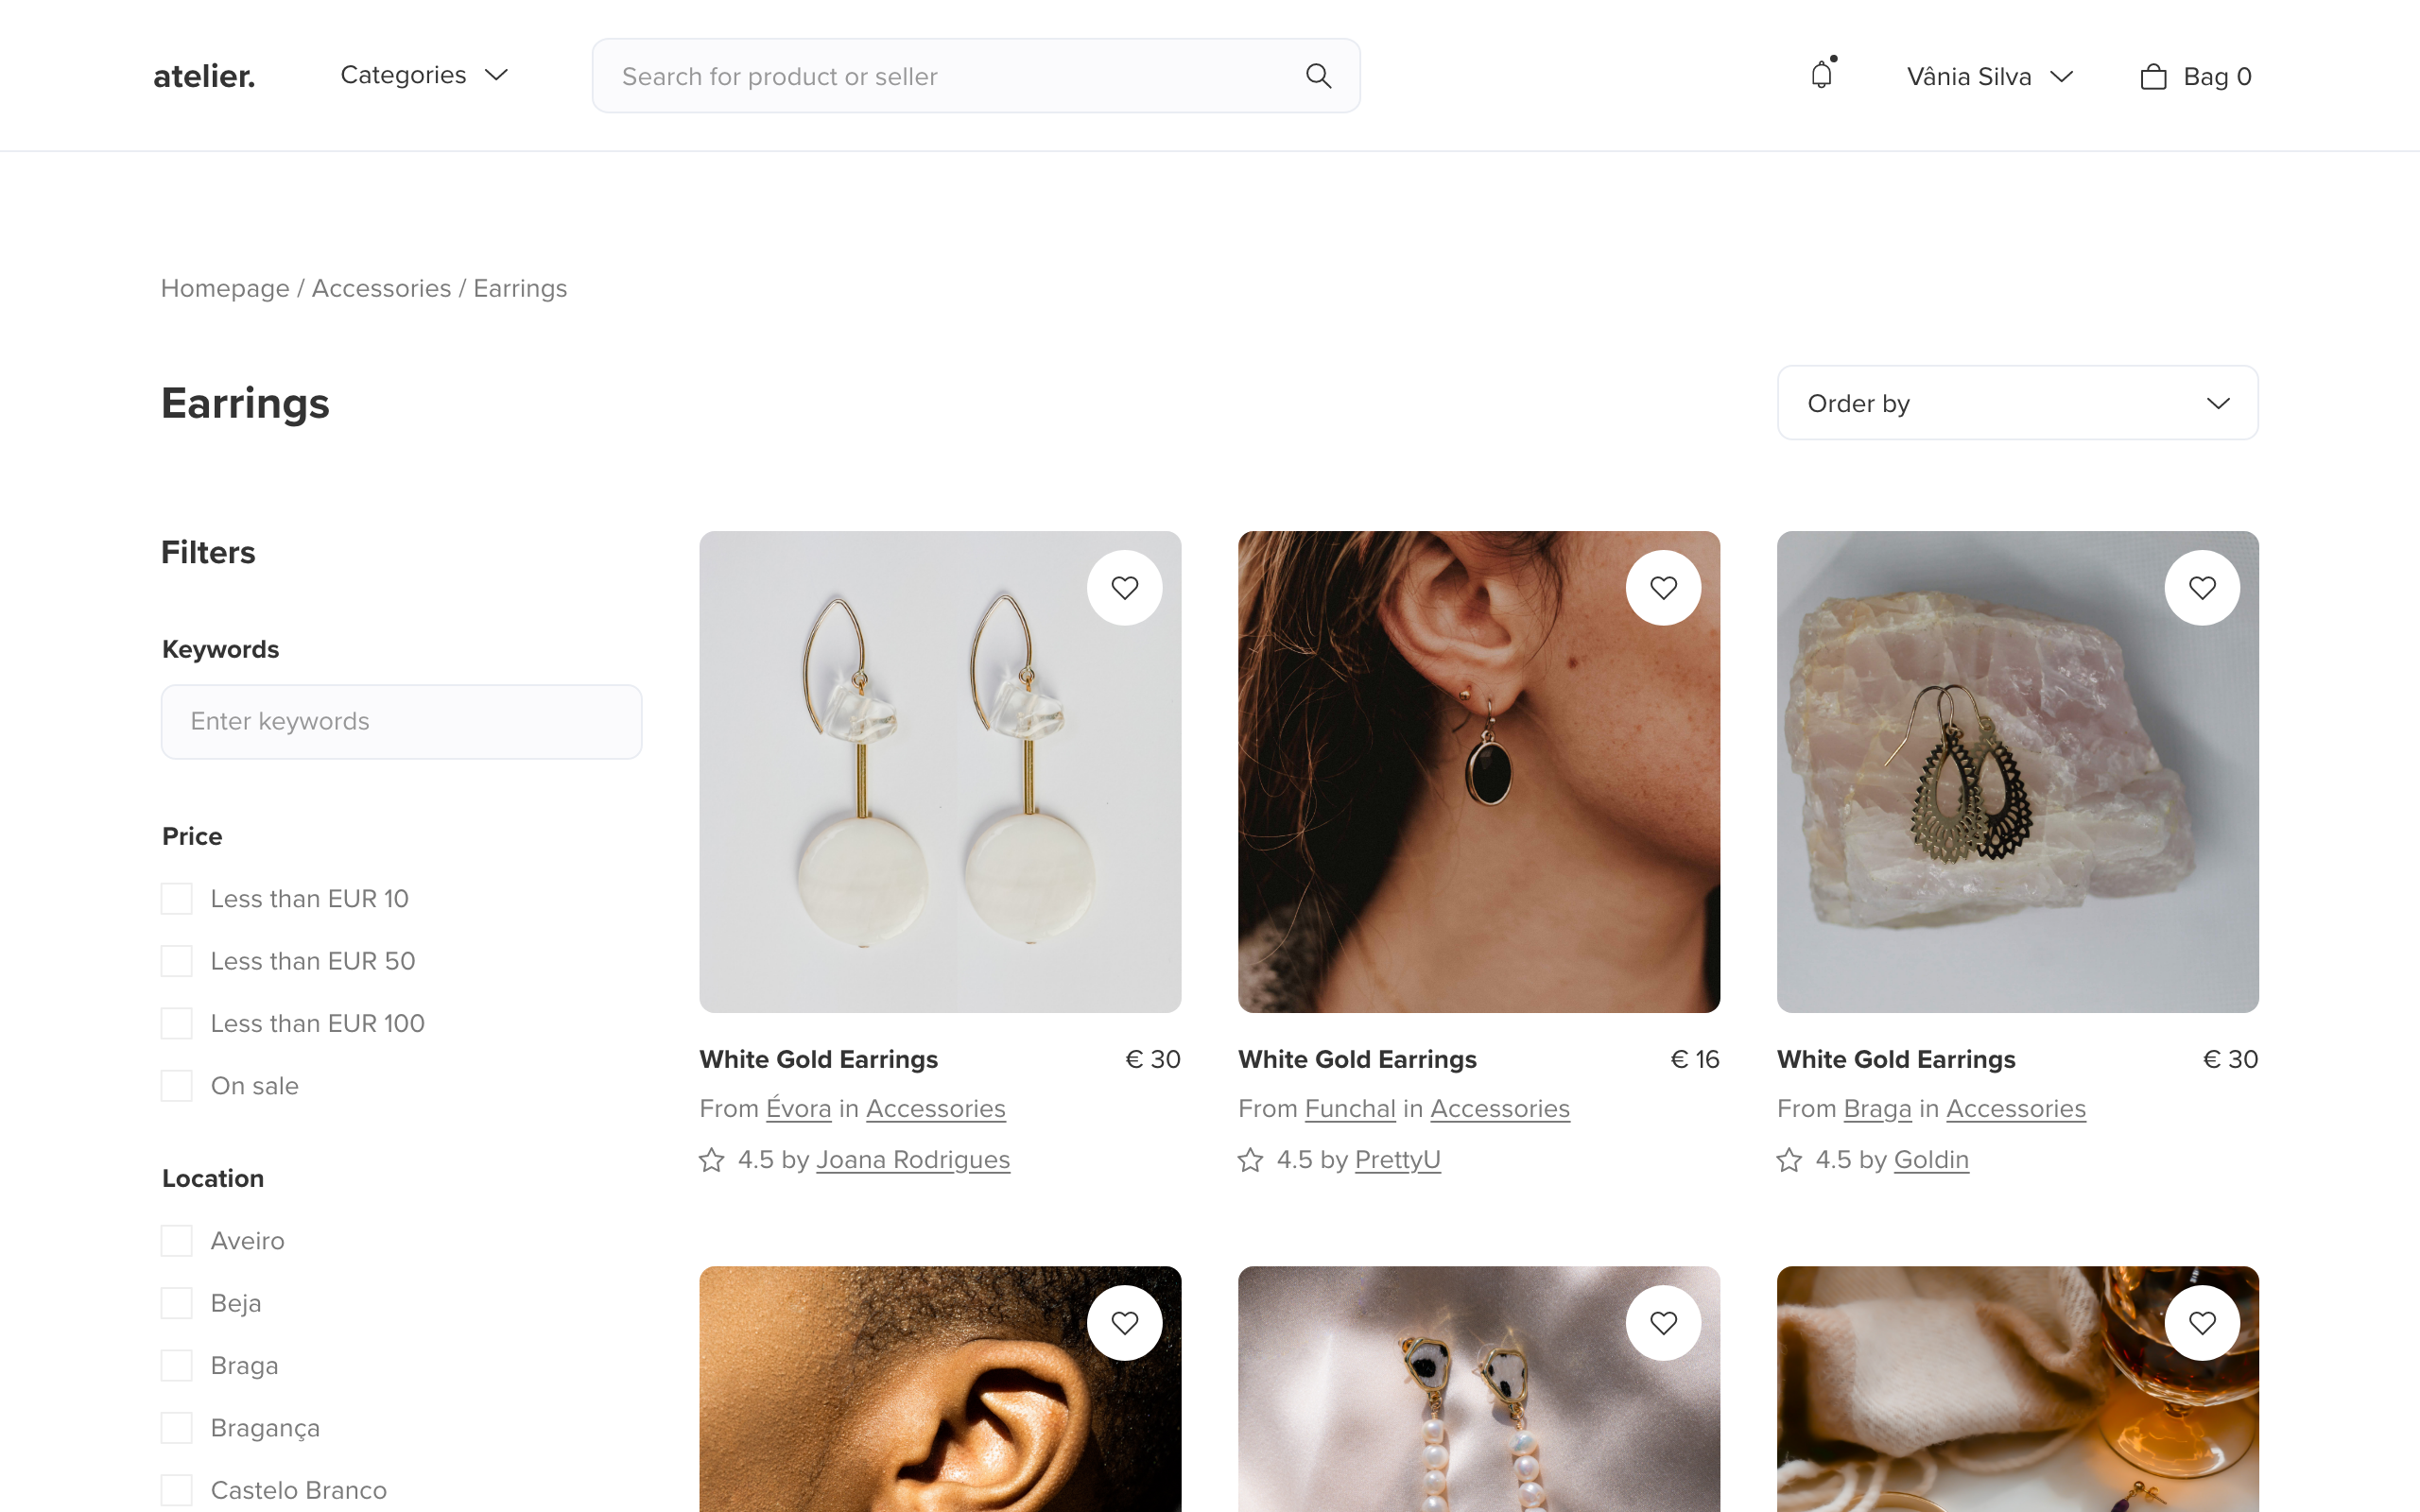 atelier.
Categories
Search for product or seller
Vânia Silva
Bag 0
Homepage / Accessories / Earrings
Earrings
Order by
Filters
Keywords
Enter keywords
Price
Less than EUR 10
Less than EUR 50
Less than EUR 100
On sale
Location
Aveiro
Beja
Braga
Bragança
Castelo Branco
White Gold Earrings € 30
From Évora in Accessories
4.5 by Joana Rodrigues
White Gold Earrings € 16
From Funchal in Accessories
4.5 by PrettyU
White Gold Earrings € 30
From Braga in Accessories
4.5 by Goldin